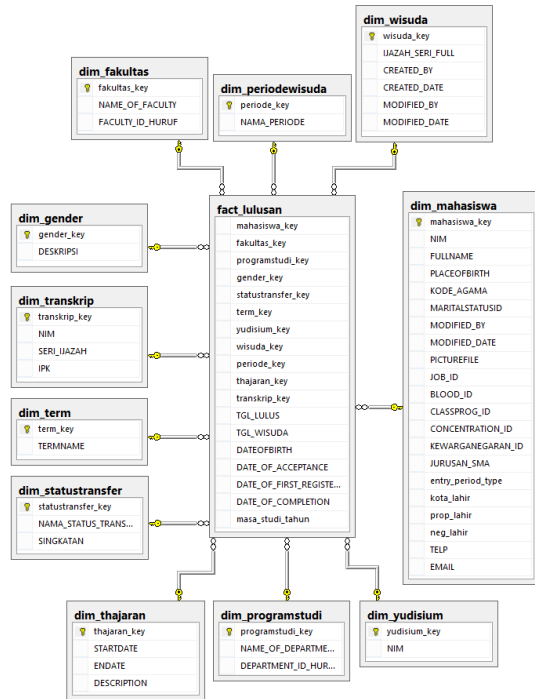 dim_wisuda
wisuda_key
IJAZAH_SERI_FULL
CREATED_BY
CREATED_DATE
MODIFIED_BY
MODIFIED_DATE
dim_fakultas
fakultas_key
NAME_OF_FACULTY
FACULTY_ID_HURUF
dim_periodewisuda
periode_key
NAMA_PERIODE
dim_gender
gender_key
DESKRIPSI
dim_transkrip
transkrip_key
NIM
SERI_IJAZAH
IPK
dim_term
term_key
TERMNAME
dim_statustransfer
statustransfer_key
NAMA_STATUS_TRANS...
SINGKATAN
fact_lulusan
mahasiswa_key
fakultas_key
programstudi_key
gender_key
statustransfer_key
term_key
yudisium_key
wisuda_key
periode_key
thajaran_key
transkrip_key
TGL_LULUS
TGL_WISUDA
DATEOFBIRTH
DATE_OF_ACCEPTANCE
DATE_OF_FIRST_REGISTE...
DATE_OF_COMPLETION
masa_studi_tahun
dim_mahasiswa
mahasiswa_key
NIM
FULLNAME
PLACEOFBIRTH
KODE_AGAMA
MARITALSTATUSID
MODIFIED_BY
MODIFIED_DATE
PICTUREFILE
JOB_ID
BLOOD_ID
CLASSPROG_ID
CONCENTRATION_ID
KEWARGANEGARAN_ID
JURUSAN_SMA
entry_period_type
kota_lahir
prop_lahir
neg_lahir
TELP
EMAIL
dim_thajaran
thajaran_key
STARTDATE
ENDATE
DESCRIPTION
dim_programstudi
programstudi_key
NAME_OF_DEPARTME...
DEPARTMENT_ID_HUR...
dim_yudisium
yudisium_key
NIM